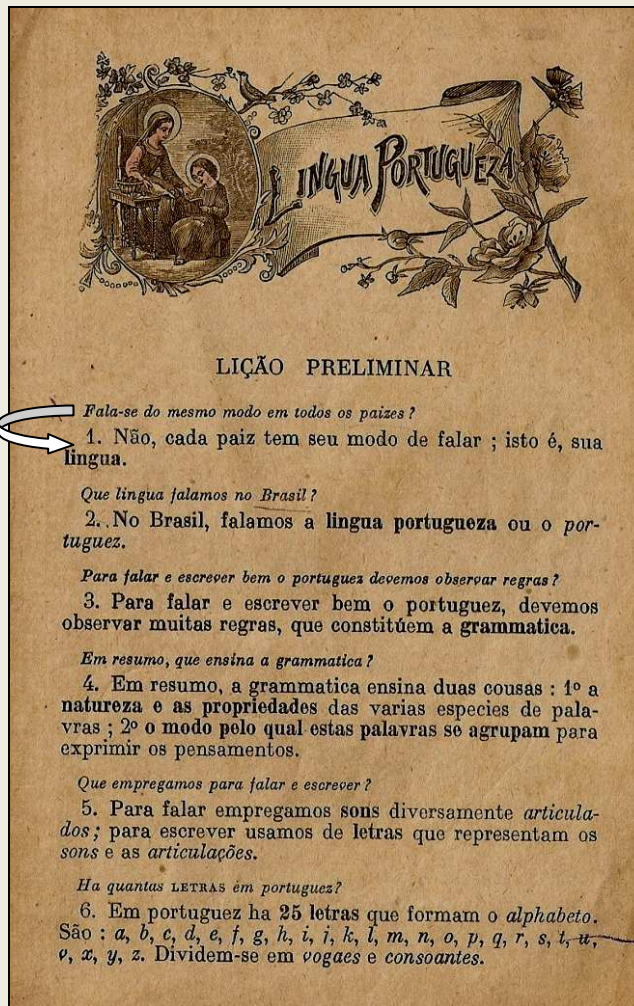 LINGUA PORTUGUEZA
LIÇÃO PRELIMINAR
Fala-se do mesmo modo em todos os paizes ?
1. Não, cada paiz tem seu modo de falar ; isto é, sua
lingua.
Que lingua falamos no Brasil ?
2. No Brasil, falamos a lingua portugueza ou o por-
tuguez.
Para falar e escrever bem o portuguez devemos observar regras ?
3. Para falar e escrever bem o portuguez, devemos
observar muitas regras, que constitúem a grammatica.
Em resumo, que ensina a grammatica ?
4. Em resumo, a grammatica ensina duas cousas : 1º a
natureza e as propriedades das varias especies de pala-
vras ; 2º o modo pelo qual estas palavras se agrupam para
exprimir os pensamentos.
Que empregamos para falar e escrever ?
5. Para falar empregamos sons diversamente articula-
dos ; para escrever usamos de letras que representam os
sons e as articulações.
Ha quantas LETRAS em portuguez ?
6. Em portuguez ha 25 letras que formam o alphabeto.
São : a, b, c, d, e, f, g, h, i, j, k, l, m, n, o, p, q, r, s, t, u,
v, x, y, z. Dividem-se em vogaes e consoantes.